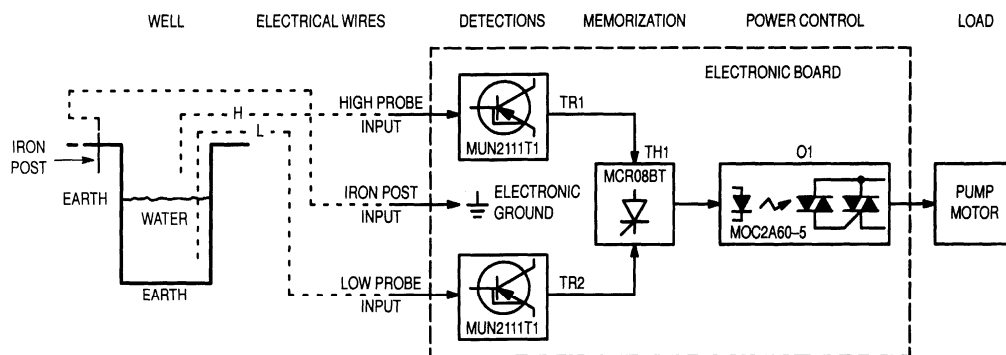 WELL
ELECTRICAL WIRES
DETECTIONS
MEMORIZATION
POWER CONTROL
LOAD
ELECTRONIC BOARD
H
L
HIGH PROBE
INPUT
TR1
MUN2111T1
IRON
POST
EARTH
WATER
EARTH
IRON POST
INPUT
ELECTRONIC
GROUND
TH1
MCR08BT
O1
MOC2A60–5
PUMP
MOTOR
LOW PROBE
INPUT
TR2
MUN2111T1